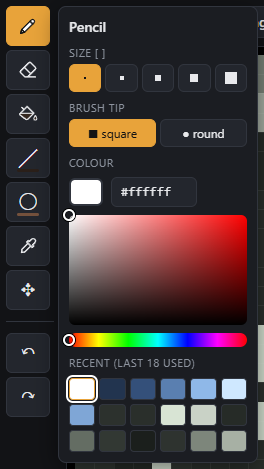 Pencil
SIZE [ ]
BRUSH TIP
square
round
COLOUR
#ffffff
RECENT (LAST 18 USED)